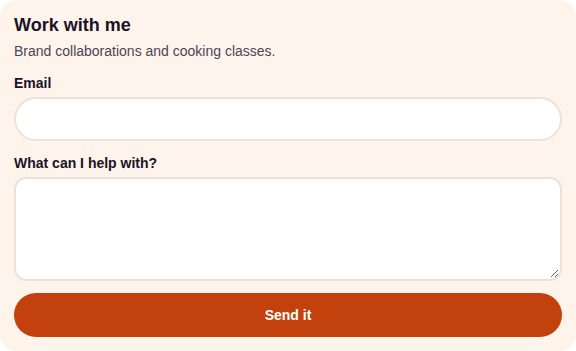 Work with me
Brand collaborations and cooking classes.
Email
What can I help with?
Send it